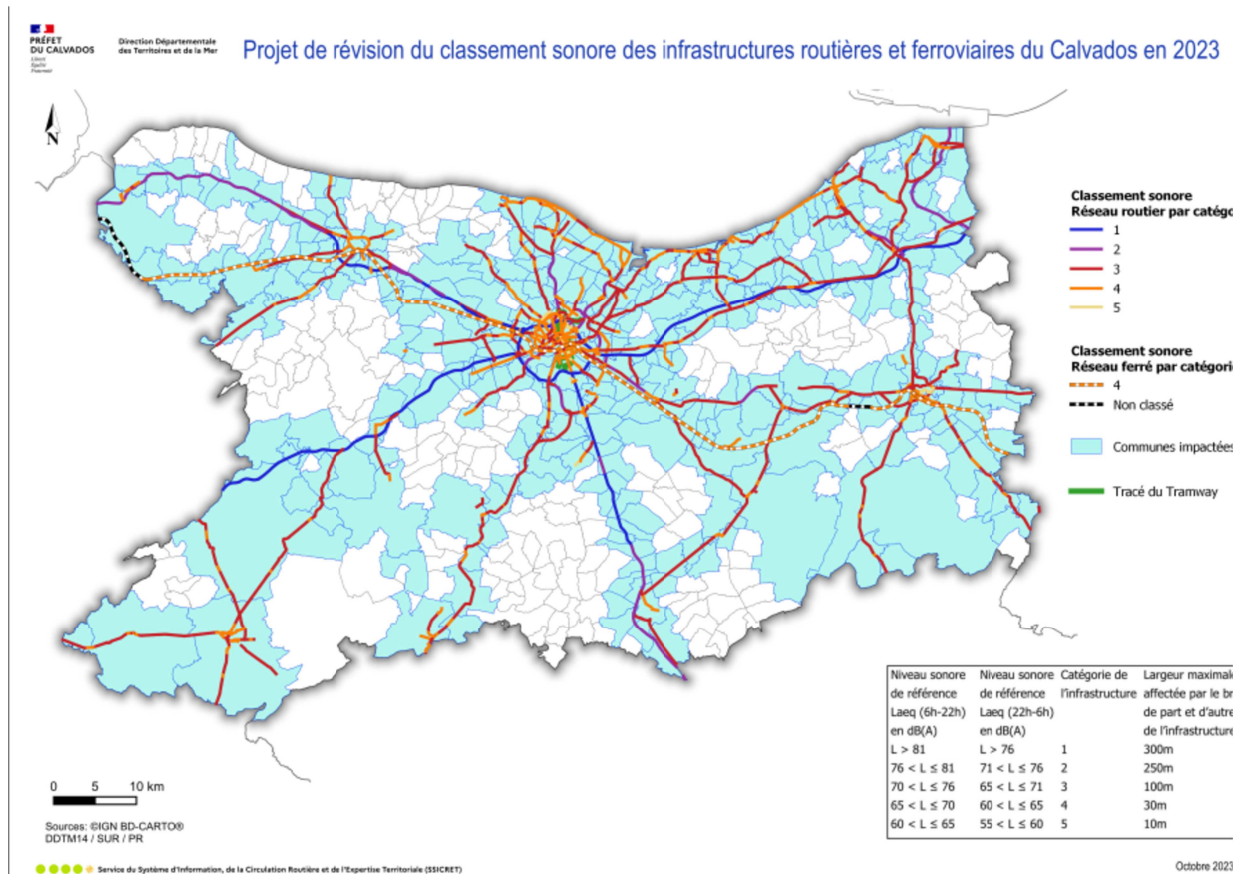 PRÉFET
DU CALVADOS
Liberté
Égalité
Fraternité
Direction Départementale
des Territoires et de la Mer
Projet de révision du classement sonore des infrastructures routières et ferroviaires du Calvados en 2023
N
Classement sonore
Réseau routier par catégo
1
2
3
4
5
Classement sonore
Réseau ferré par catégorie
4
Non classé
Communes impactées
Tracé du Tramway
Niveau sonore de référence Laeq (6h-22h) en dB(A)
Niveau sonore de référence Laeq (22h-6h) en dB(A)
Catégorie de l'infrastructure
Largeur maximale affectée par le br de part et d'autre de l'infrastructure
L > 81 L > 76 1 300m
76 < L ≤ 81 71 < L ≤ 76 2 250m
70 < L ≤ 76 65 < L ≤ 71 3 100m
65 < L ≤ 70 60 < L ≤ 65 4 30m
60 < L ≤ 65 55 < L ≤ 60 5 10m
0 5 10 km
Sources: ©IGN BD-CARTO®
DDTM14 / SUR / PR
Service du Système d'Information, de la Circulation Routière et de l'Expertise Territoriale (SSICRET)
Octobre 2023